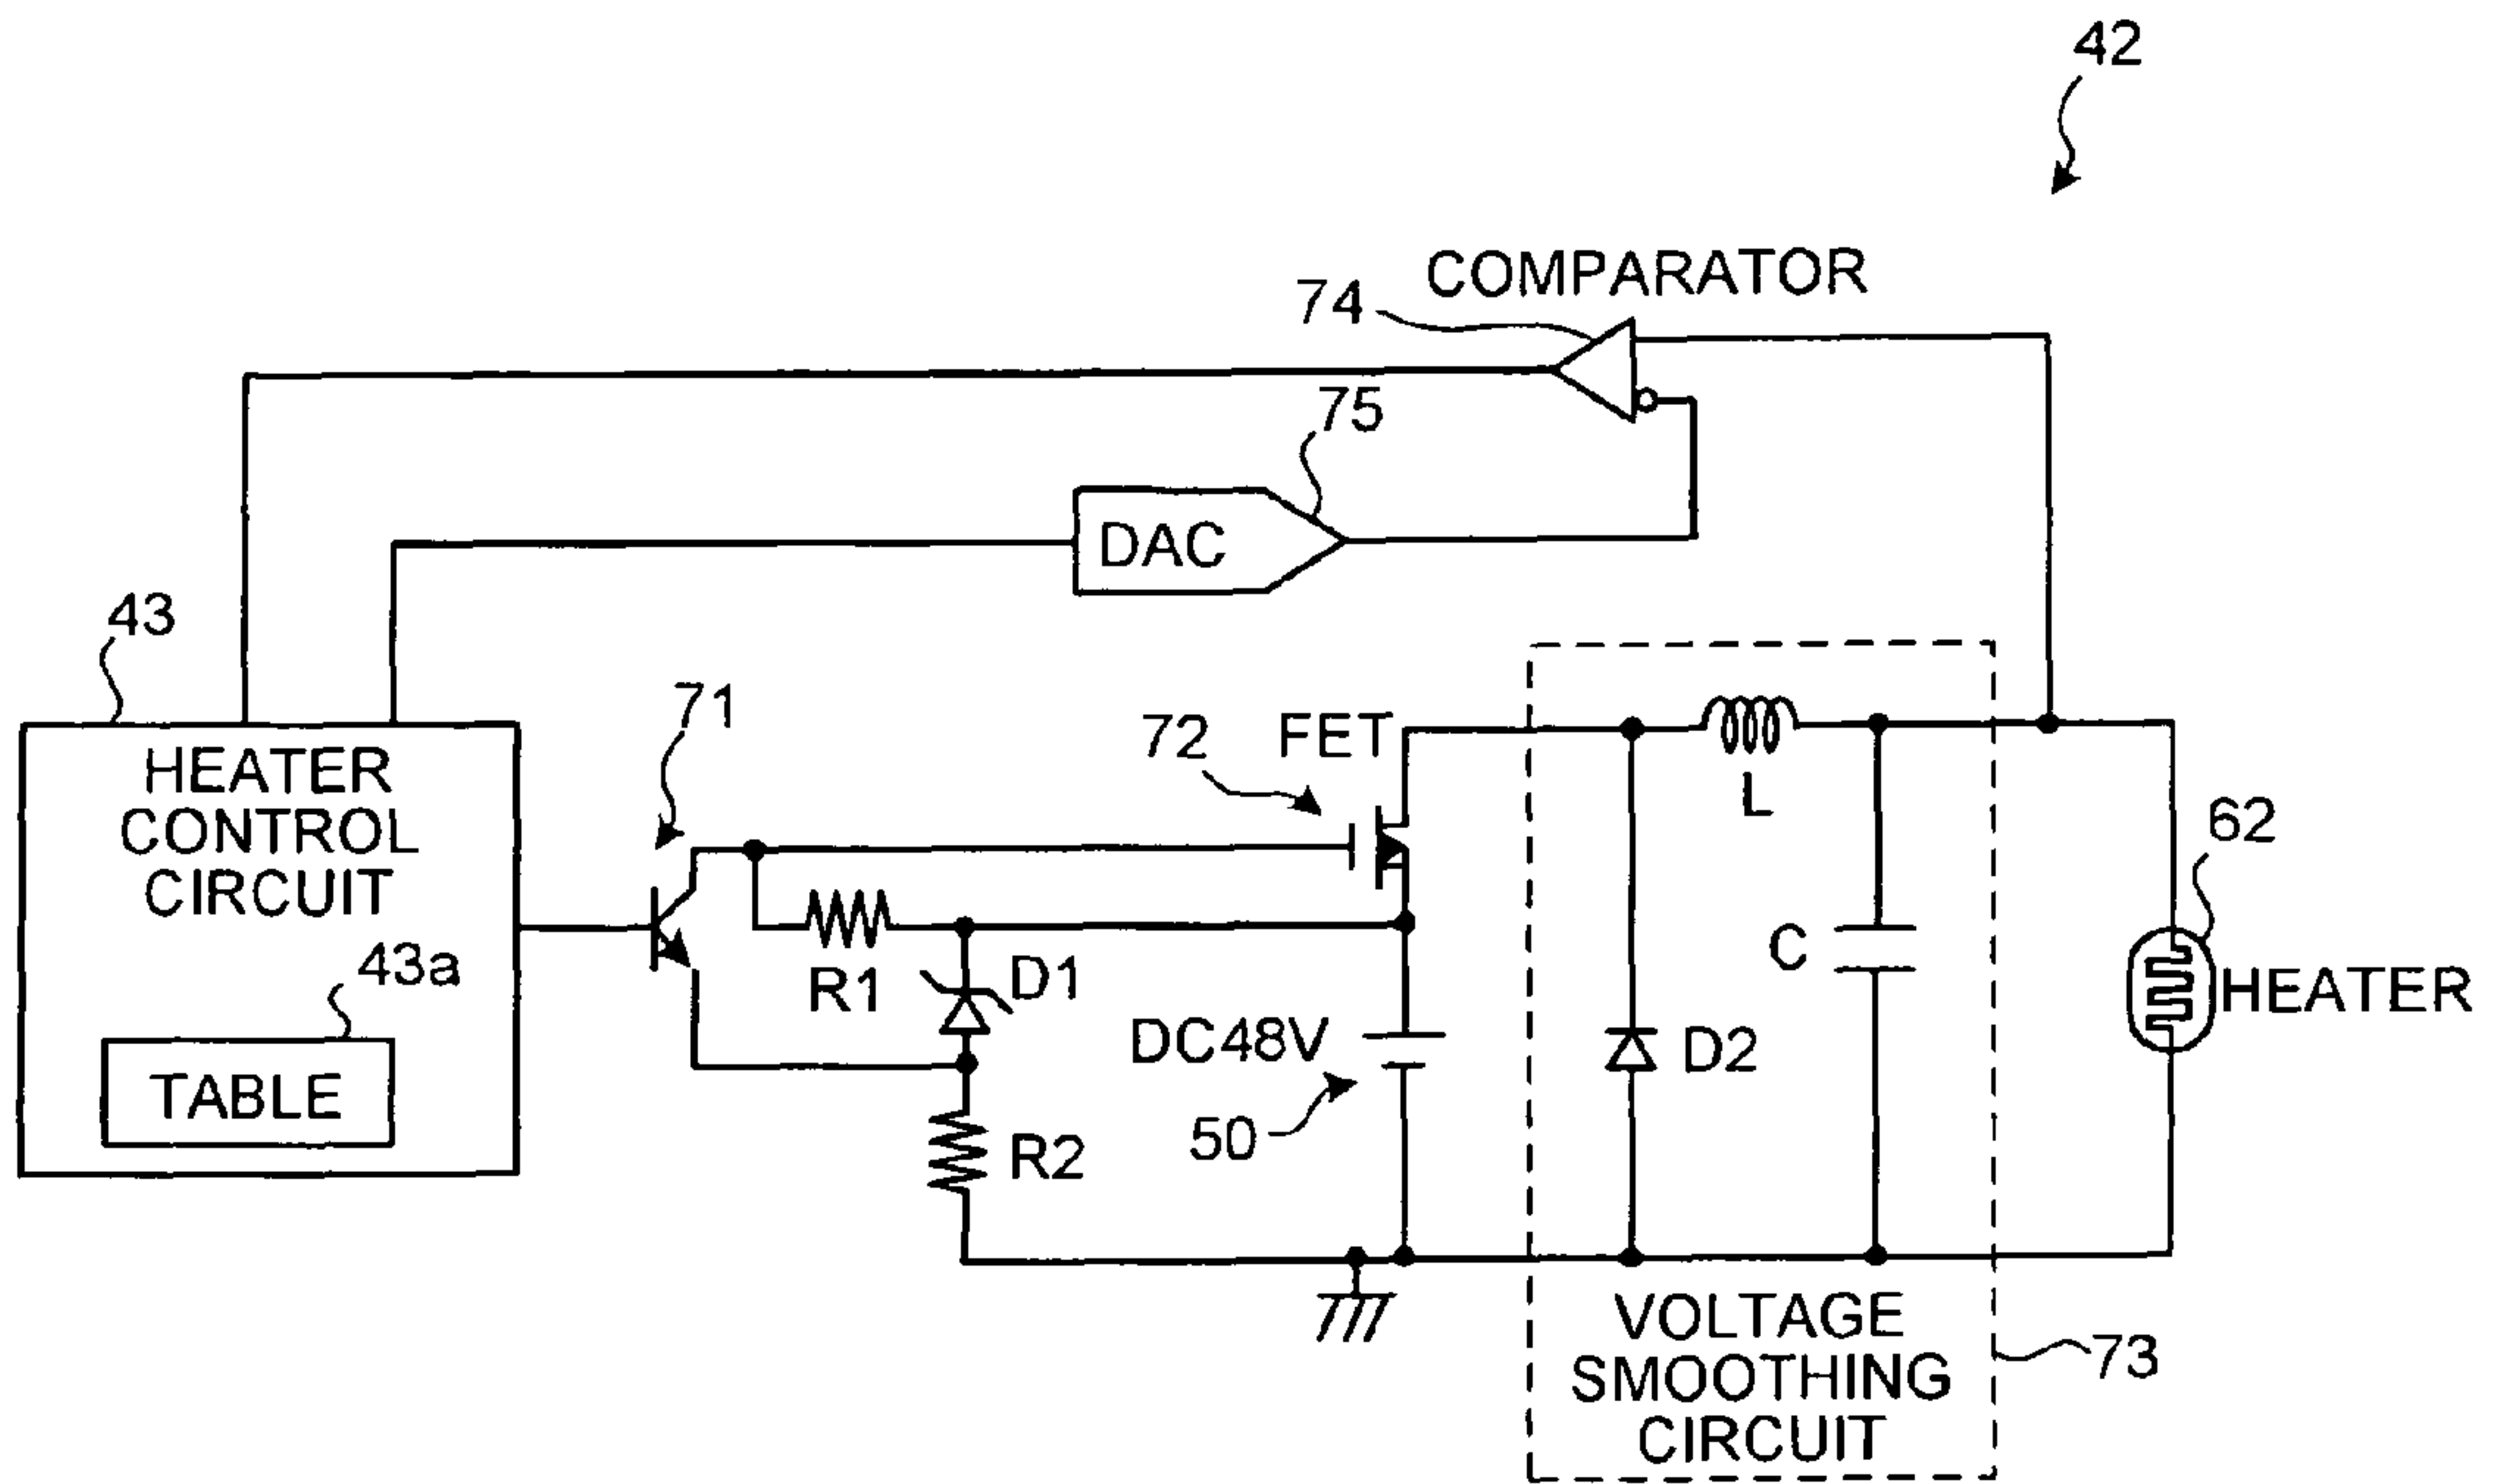 42
COMPARATOR
74
75
DAC
43
71
72
FET
HEATER
CONTROL
CIRCUIT
L
62
43a
R1
D1
C
HEATER
DC48V
D2
TABLE
50
R2
VOLTAGE
SMOOTHING
CIRCUIT
73